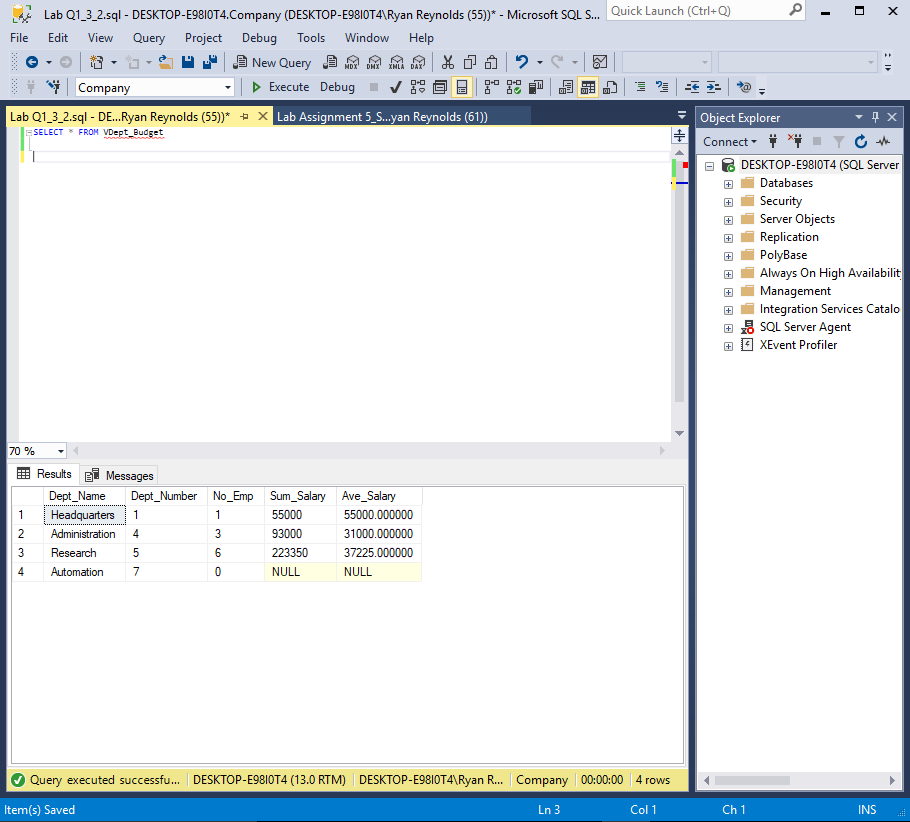 Lab Q1_3_2.sql - DESKTOP-E98I0T4.Company (DESKTOP-E98I0T4\Ryan Reynolds (55))* - Microsoft SQL S...
Quick Launch (Ctrl+Q)
File Edit View Query Project Debug Tools Window Help
New Query MDX DMX XMLA DAX
Company Execute Debug
Lab Q1_3_2.sql - DE...Ryan Reynolds (55))* Lab Assignment 5_S...yan Reynolds (61))
SELECT * FROM VDept_Budget
70 %
Results Messages
Dept_Name Dept_Number No_Emp Sum_Salary Ave_Salary
1 Headquarters 1 1 55000 55000.000000
2 Administration 4 3 93000 31000.000000
3 Research 5 6 223350 37225.000000
4 Automation 7 0 NULL NULL
Query executed successfu... DESKTOP-E98I0T4 (13.0 RTM) DESKTOP-E98I0T4\Ryan R... Company 00:00:00 4 rows
Object Explorer
Connect
DESKTOP-E98I0T4 (SQL Server
Databases
Security
Server Objects
Replication
PolyBase
Always On High Availabilit
Management
Integration Services Catalo
SQL Server Agent
XEvent Profiler
Item(s) Saved Ln 3 Col 1 Ch 1 INS